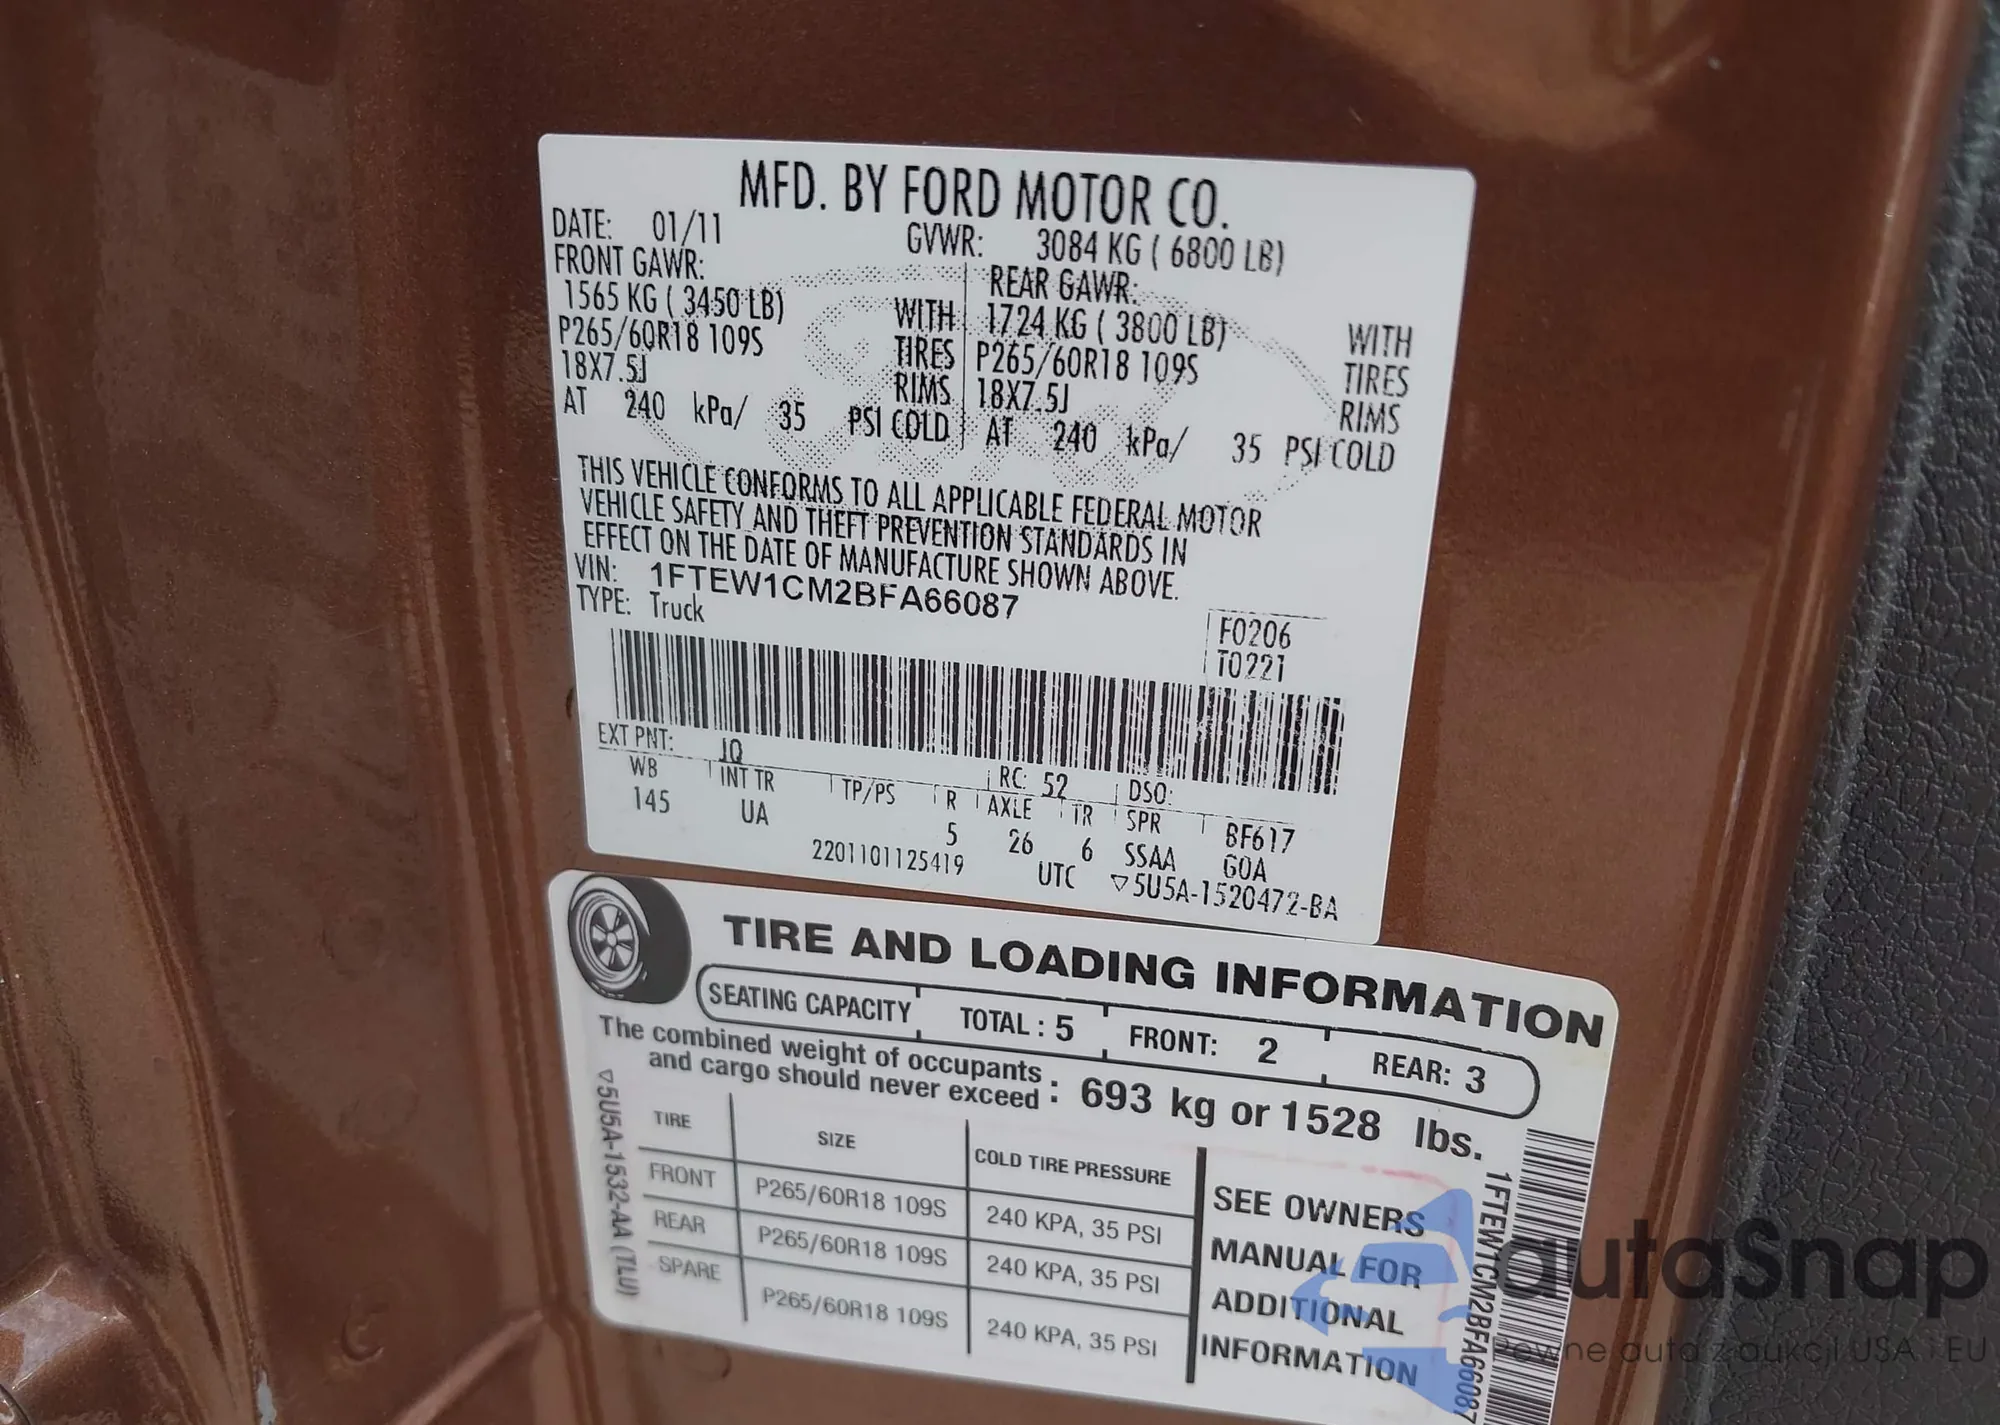 MFD. BY FORD MOTOR CO.
DATE: 01/11 GVWR: 3084 KG ( 6800 LB)
FRONT GAWR: REAR GAWR:
1565 KG ( 3450 LB) WITH 1724 KG ( 3800 LB) WITH
P265/60R18 109S TIRES P265/60R18 109S TIRES
18X7.5J RIMS 18X7.5J RIMS
AT 240 kPa/ 35 PSI COLD AT 240 kPa/ 35 PSI COLD
THIS VEHICLE CONFORMS TO ALL APPLICABLE FEDERAL MOTOR
VEHICLE SAFETY AND THEFT PREVENTION STANDARDS IN
EFFECT ON THE DATE OF MANUFACTURE SHOWN ABOVE.
VIN: 1FTEW1CM2BFA66087
TYPE: Truck
F0206
T0221
EXT PNT: JQ RC: 52 DSO:
WB INT TR TP/PS R AXLE TR SPR BF617
145 UA 5 26 6 SSAA GOA
2201101125419 UTC ▽5U5A-1520472-BA
TIRE AND LOADING INFORMATION
SEATING CAPACITY TOTAL : 5 FRONT: 2 REAR: 3
The combined weight of occupants
and cargo should never exceed : 693 kg or 1528 lbs.
TIRE SIZE COLD TIRE PRESSURE
FRONT P265/60R18 109S 240 KPA, 35 PSI
REAR P265/60R18 109S 240 KPA, 35 PSI
SPARE P265/60R18 109S 240 KPA, 35 PSI
SEE OWNERS
MANUAL FOR
ADDITIONAL
INFORMATION
▽5U5A-1532-AA (TLU)
1FTEW1CM2BFA66087
autaSnap
Pewne auta z aukcji USA i EU